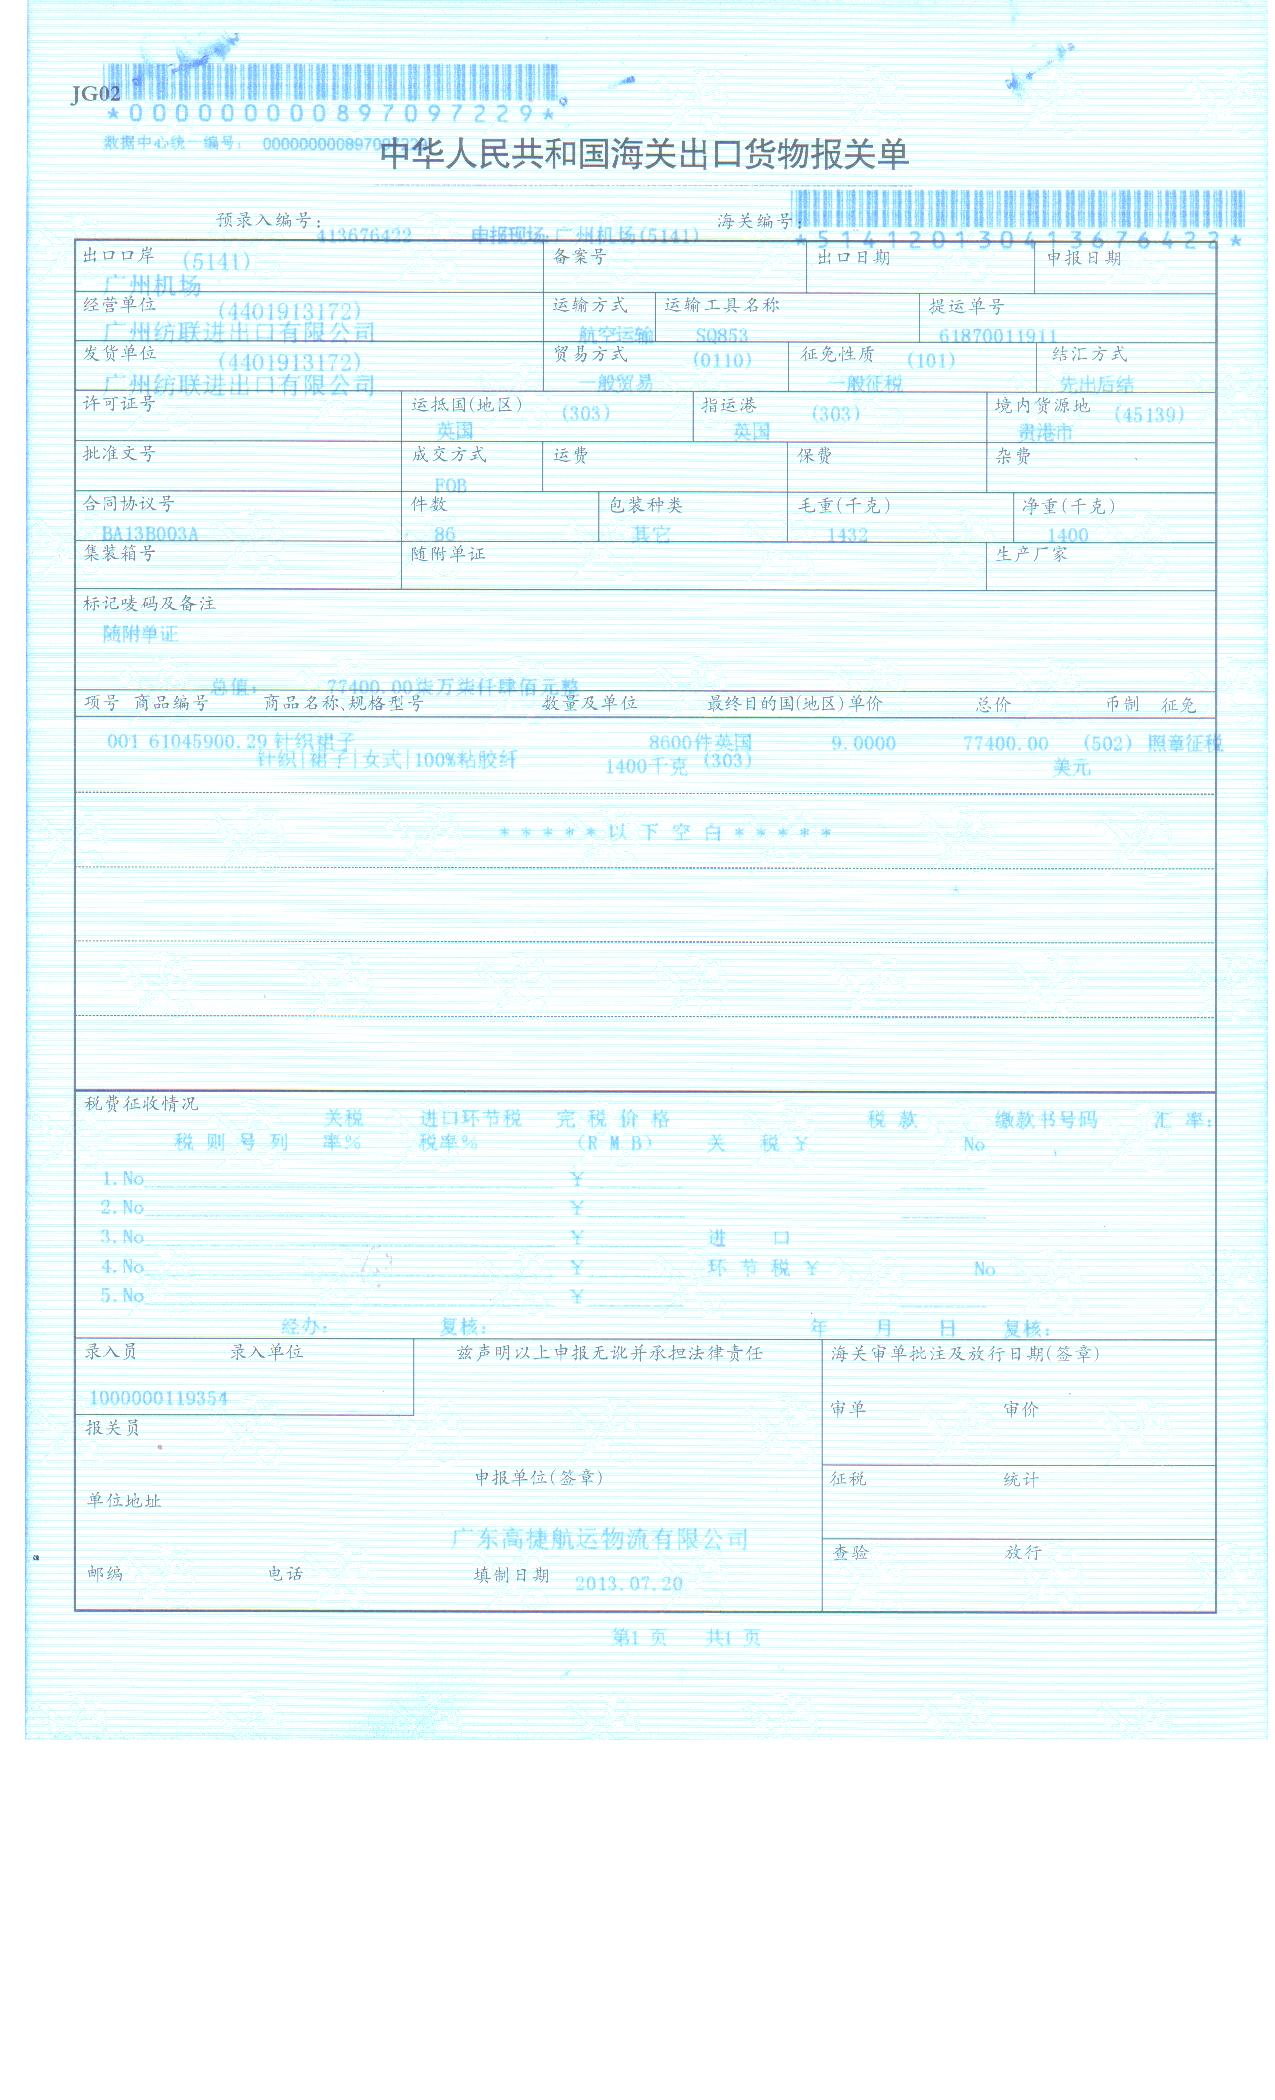 JG02
*000000000897097229*
数据中心统一编号： 000000000897097229
中华人民共和国海关出口货物报关单
预录入编号： 413676422 申报现场：广州机场(5141) 海关编号：
*514120130413676422*
出口口岸 (5141) 备案号 出口日期 申报日期
广州机场
经营单位 (4401913172) 运输方式 运输工具名称 提运单号
广州纺联进出口有限公司 航空运输 SQ853 61870011911
发货单位 (4401913172) 贸易方式 (0110) 征免性质 (101) 结汇方式
广州纺联进出口有限公司 一般贸易 一般征税 先出后结
许可证号 运抵国(地区) (303) 指运港 (303) 境内货源地 (45139)
英国 英国 贵港市
批准文号 成交方式 运费 保费 杂费
FOB
合同协议号 件数 包装种类 毛重(千克) 净重(千克)
BA13B003A 86 其它 1432 1400
集装箱号 随附单证 生产厂家
标记唛码及备注
随附单证
总值： 77400.00柒万柒仟肆佰元整
项号 商品编号 商品名称、规格型号 数量及单位 最终目的国(地区)单价 总价 币制 征免
001 61045900.29 针织裙子 8600件英国 9.0000 77400.00 (502) 照章征税
针织|裙子|女式|100%粘胶纤 1400千克 (303) 美元
*****以下空白*****
税费征收情况
关税 进口环节税 完税价格 税款 缴款书号码 汇率：
税则号列 率% 税率% (RMB) 关 税¥ No
1.No ¥
2.No ¥
3.No ¥ 进 口
4.No ¥ 环节税¥ No
5.No ¥
经办： 复核： 年 月 日 复核：
录入员 录入单位 兹声明以上申报无讹并承担法律责任 海关审单批注及放行日期(签章)
1000000119354
审单 审价
报关员
申报单位(签章) 征税 统计
单位地址
广东高捷航运物流有限公司
查验 放行
邮编 电话 填制日期 2013.07.20
第1 页 共1 页